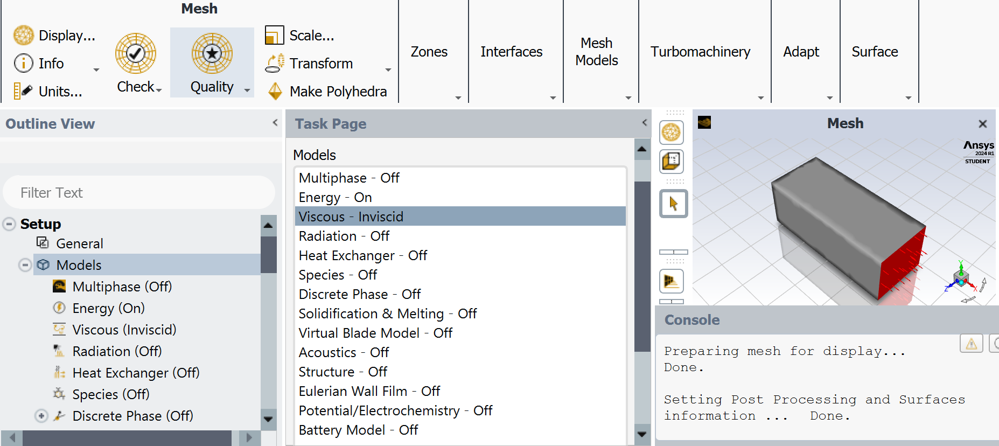 Mesh
Display...
Info
Units...
Check
Quality
Scale...
Transform
Make Polyhedra
Zones
Interfaces
Mesh
Models
Turbomachinery
Adapt
Surface
Outline View
Filter Text
Setup
General
Models
Multiphase (Off)
Energy (On)
Viscous (Inviscid)
Radiation (Off)
Heat Exchanger (Off)
Species (Off)
Discrete Phase (Off)
Task Page
Models
Multiphase - Off
Energy - On
Viscous - Inviscid
Radiation - Off
Heat Exchanger - Off
Species - Off
Discrete Phase - Off
Solidification & Melting - Off
Virtual Blade Model - Off
Acoustics - Off
Structure - Off
Eulerian Wall Film - Off
Potential/Electrochemistry - Off
Battery Model - Off
Mesh
Ansys
2024 R1
STUDENT
Y
Z
X
Console
Preparing mesh for display...
Done.
Setting Post Processing and Surfaces
information ... Done.